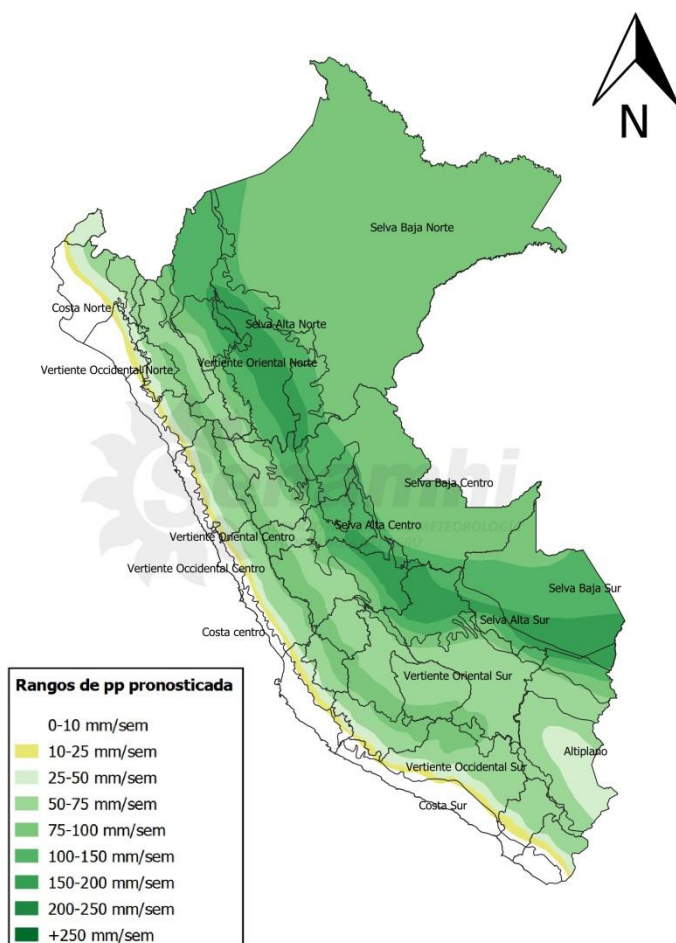 N
Selva Baja Norte
Costa Norte
Selva Alta Norte
Vertiente Oriental Norte
Vertiente Occidental Norte
Senamhi
Selva Baja Centro
Selva Alta Centro
METEOROLOGÍA
Vertiente Oriental Centro
Vertiente Occidental Centro
Selva Baja Sur
Selva Alta Sur
Costa centro
Vertiente Oriental Sur
Altiplano
Vertiente Occidental Sur
Costa Sur
Rangos de pp pronosticada
0-10 mm/sem
10-25 mm/sem
25-50 mm/sem
50-75 mm/sem
75-100 mm/sem
100-150 mm/sem
150-200 mm/sem
200-250 mm/sem
+250 mm/sem